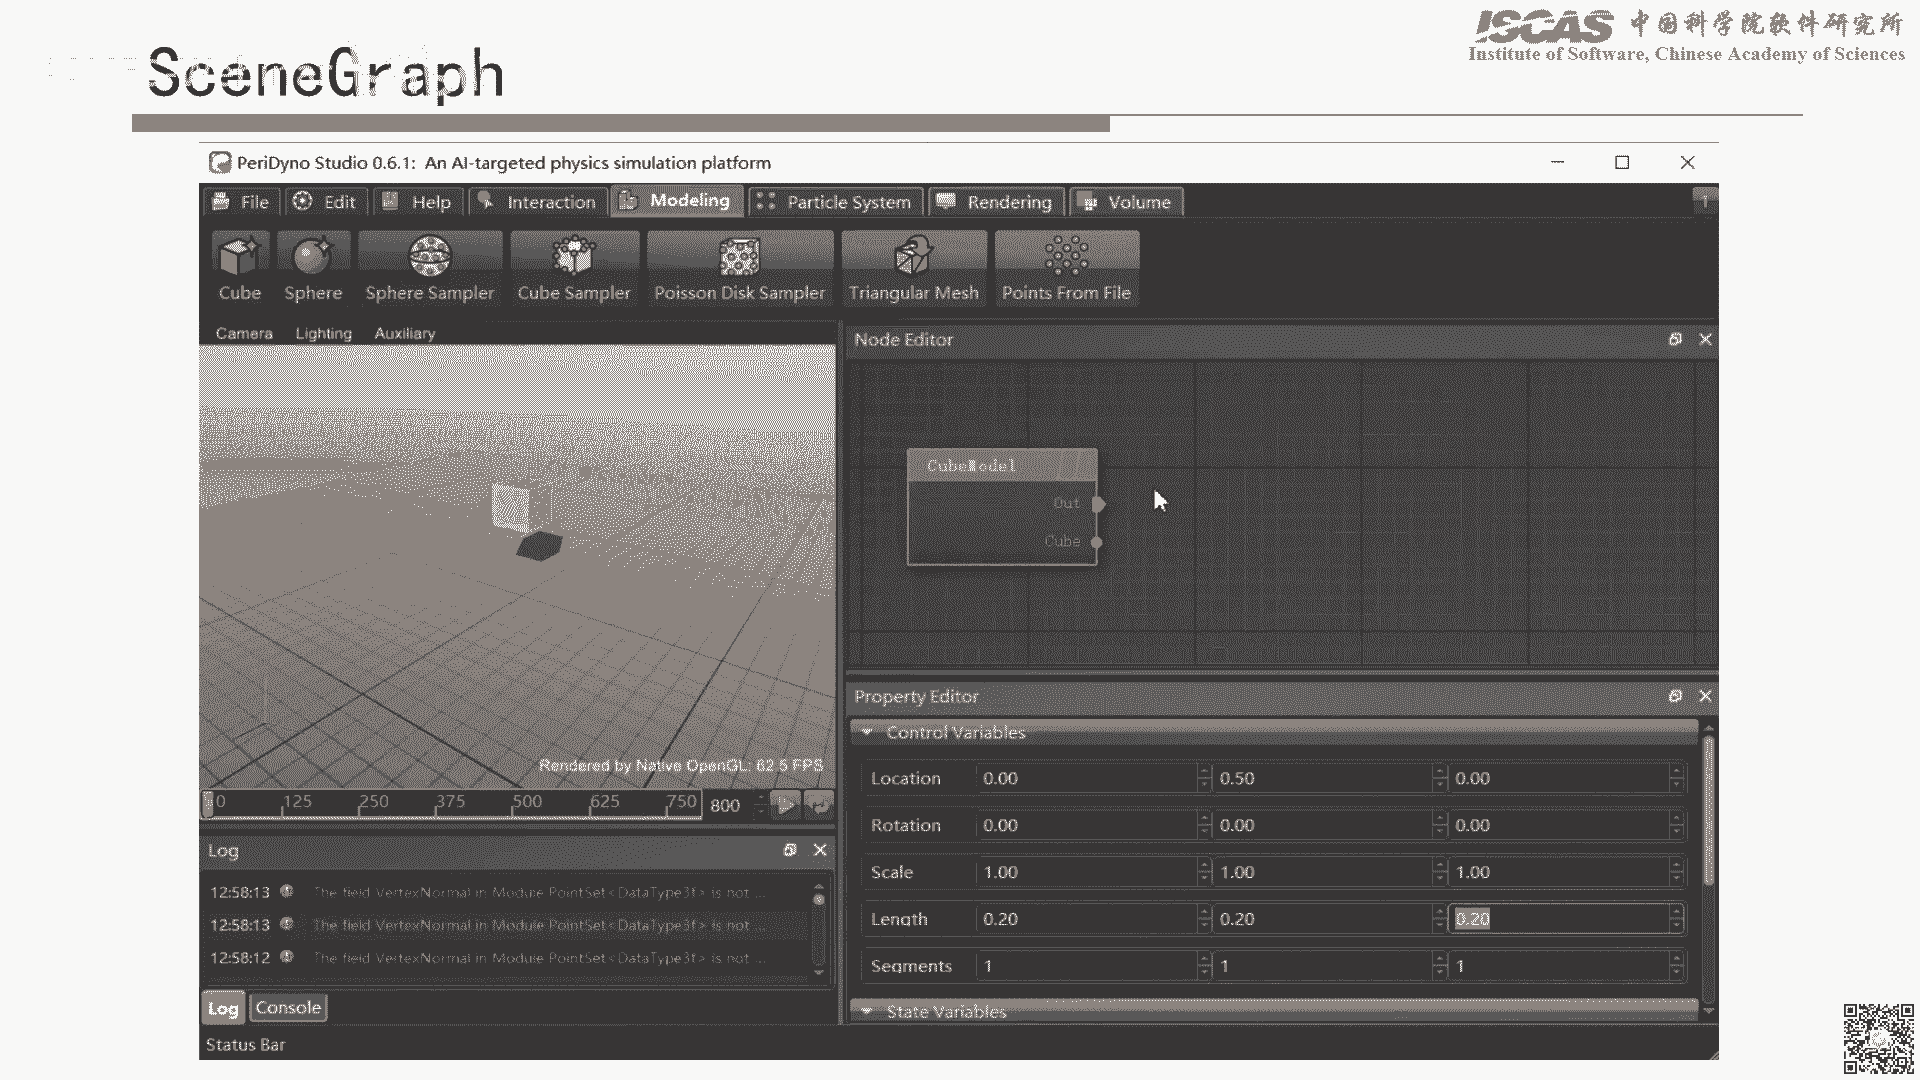 ISCAS 中国科学院软件研究所
Institute of Software, Chinese Academy of Sciences
SceneGraph
PeriDyno Studio 0.6.1: An AI-targeted physics simulation platform
File Edit Help Interaction Modeling Particle System Rendering Volume
Cube Sphere Sphere Sampler Cube Sampler Poisson Disk Sampler Triangular Mesh Points From File
Camera Lighting Auxiliary
Node Editor
CubeModel
Out
Cube
Rendered by Native OpenGL: 62.5 FPS
0 125 250 375 500 625 750 800
Property Editor
Control Variables
Location 0.00 0.50 0.00
Rotation 0.00 0.00 0.00
Scale 1.00 1.00 1.00
Length 0.20 0.20 0.20
Segments 1 1 1
State Variables
Log
12:58:13 The field VertexNormal in Module PointSet<DataType3f> is not ...
12:58:13 The field VertexNormal in Module PointSet<DataType3f> is not ...
12:58:12 The field VertexNormal in Module PointSet<DataType3f> is not ...
Log Console
Status Bar